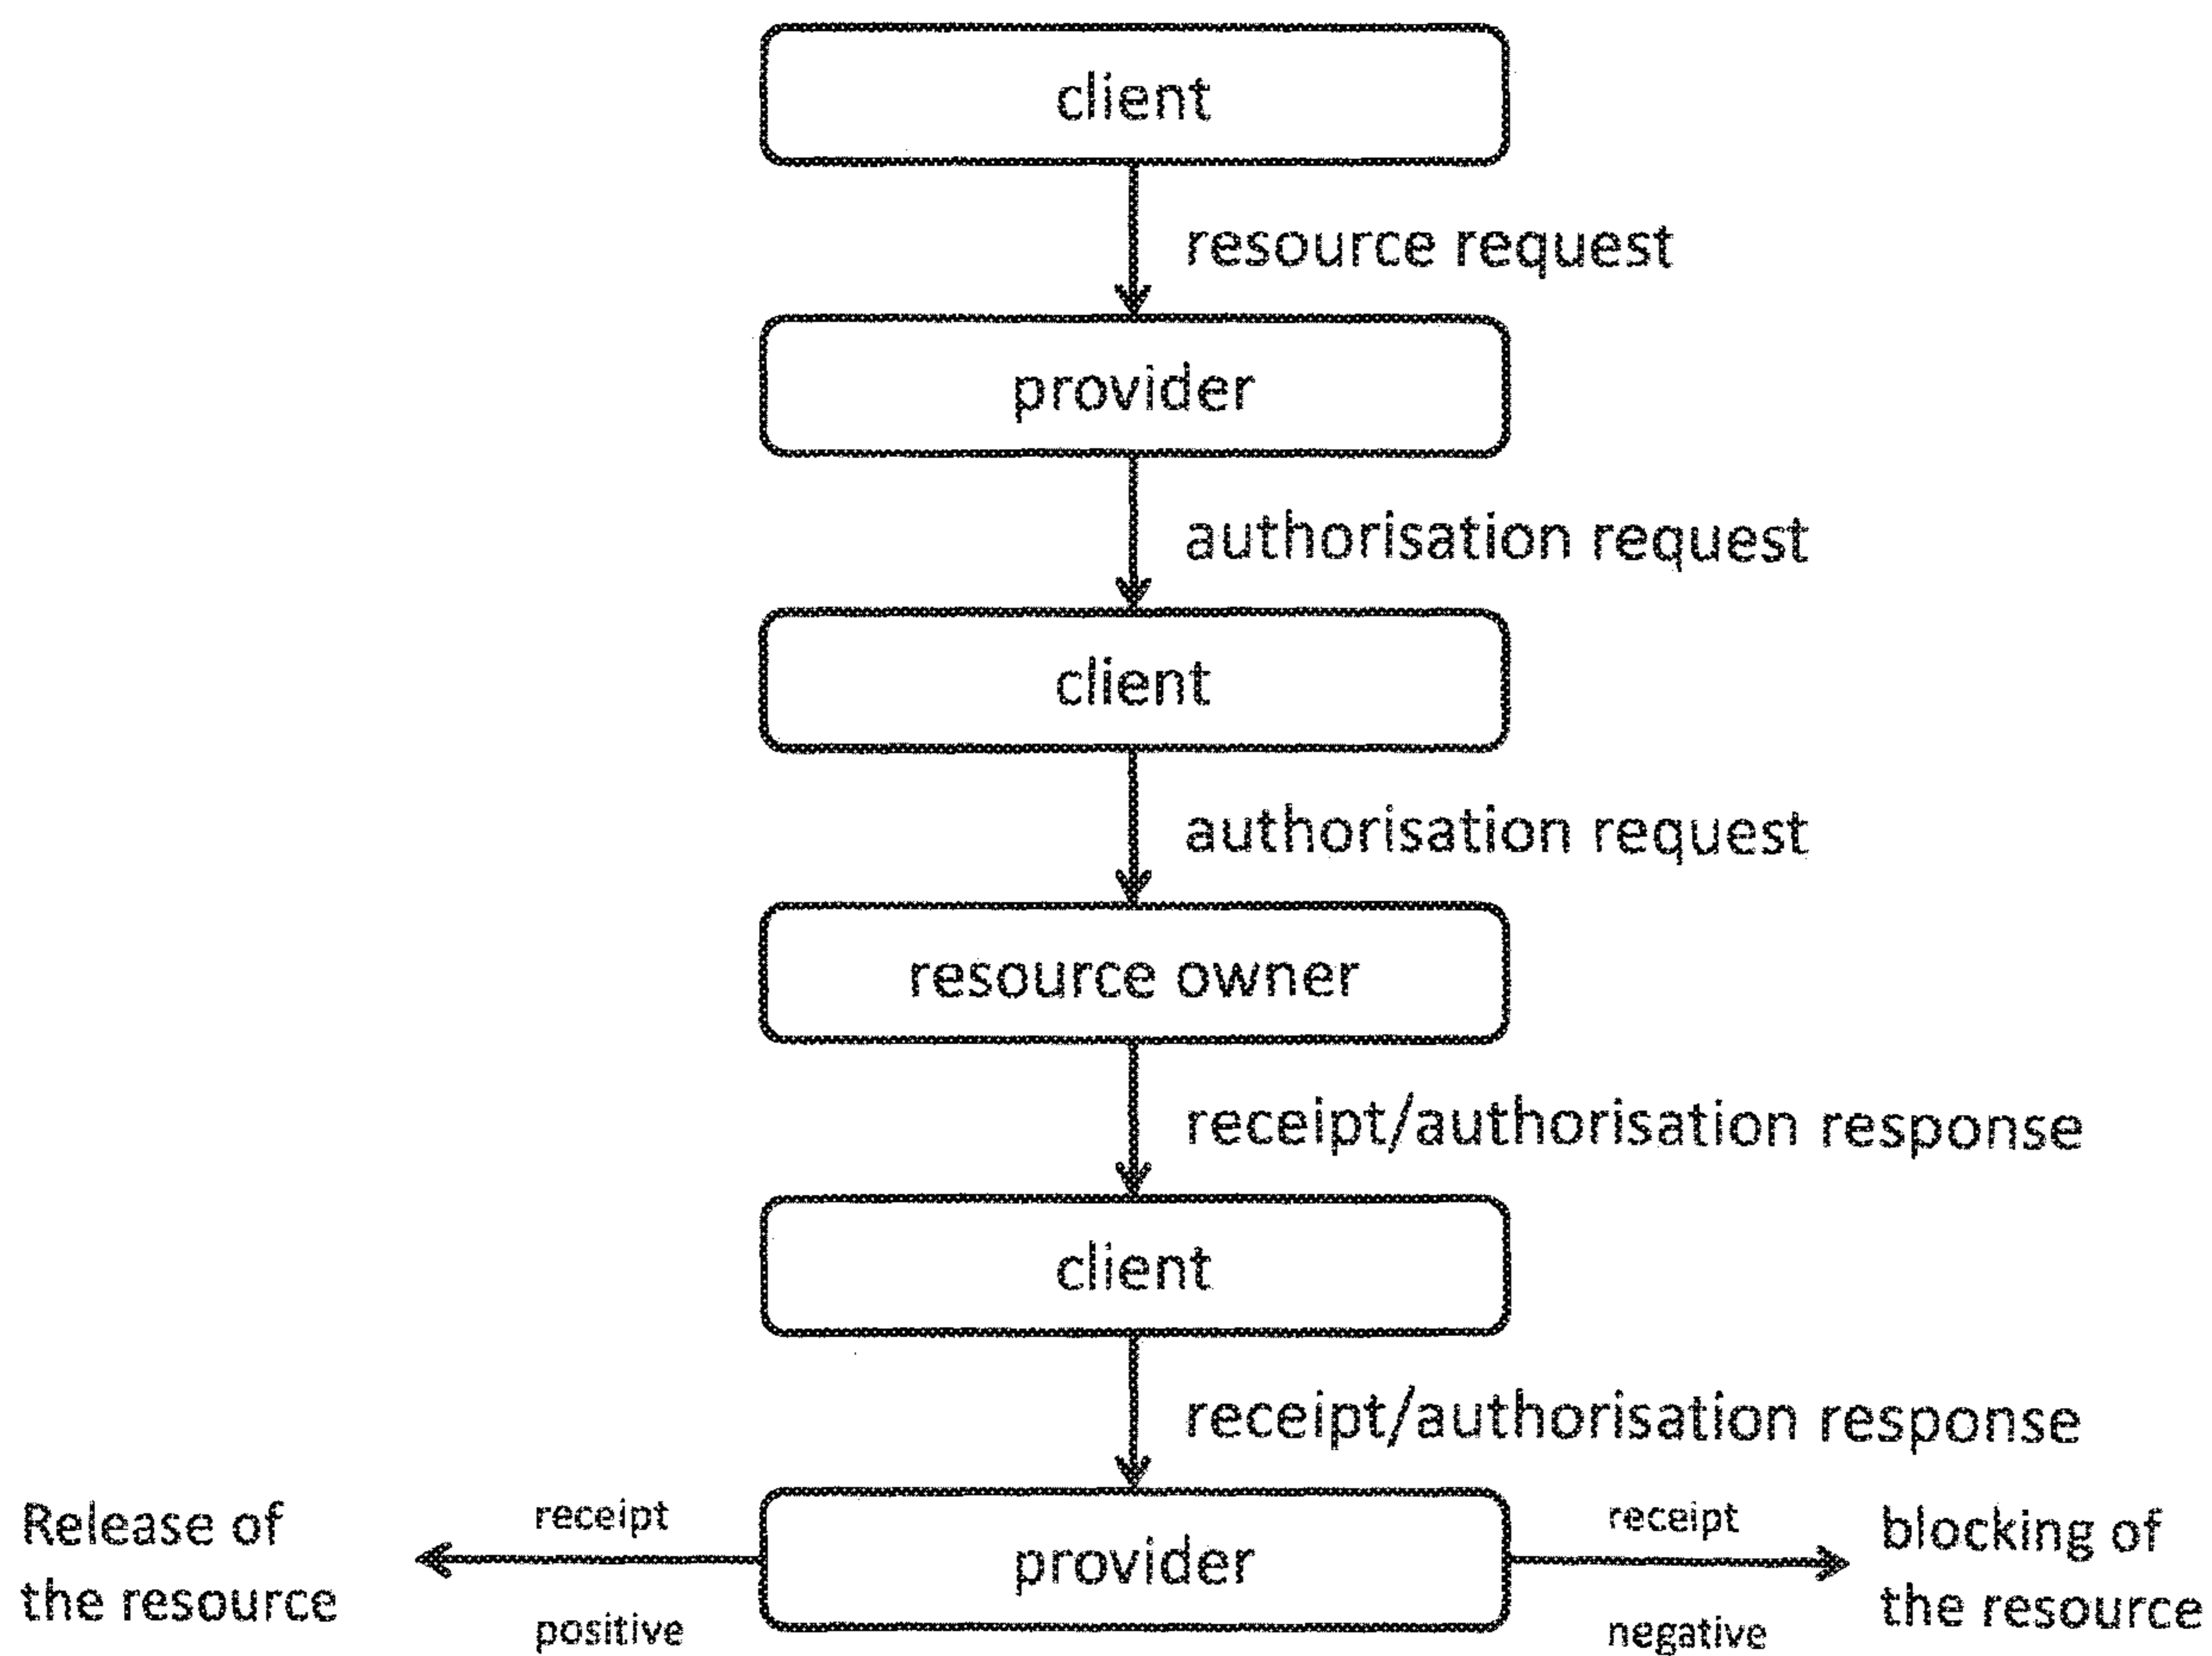 client
resource request
provider
authorisation request
client
authorisation request
resource owner
receipt/authorisation response
client
receipt/authorisation response
Release of
the resource
receipt
positive
provider
receipt
negative
blocking of
the resource